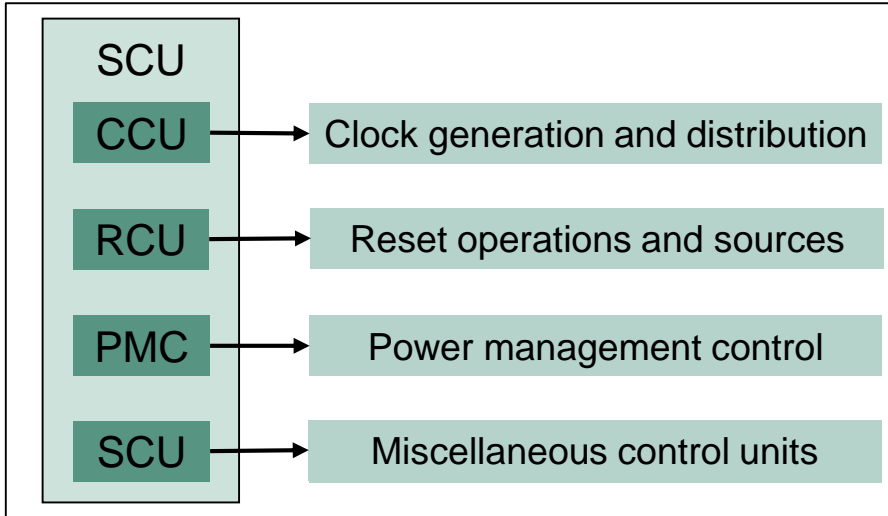 SCU
CCU
Clock generation and distribution
RCU
Reset operations and sources
PMC
Power management control
SCU
Miscellaneous control units